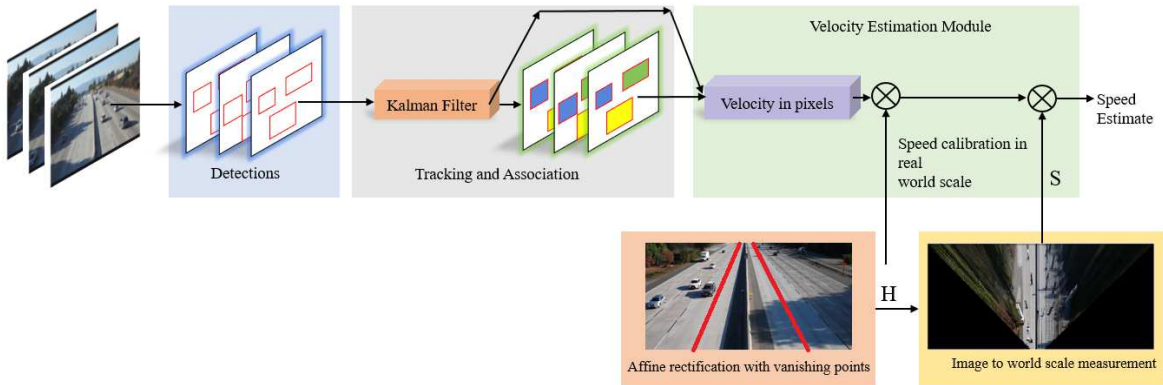 Velocity Estimation Module
Kalman Filter
Velocity in pixels
Speed
Estimate
Detections
Tracking and Association
Speed calibration in
real
world scale
S
H
Affine rectification with vanishing points
Image to world scale measurement